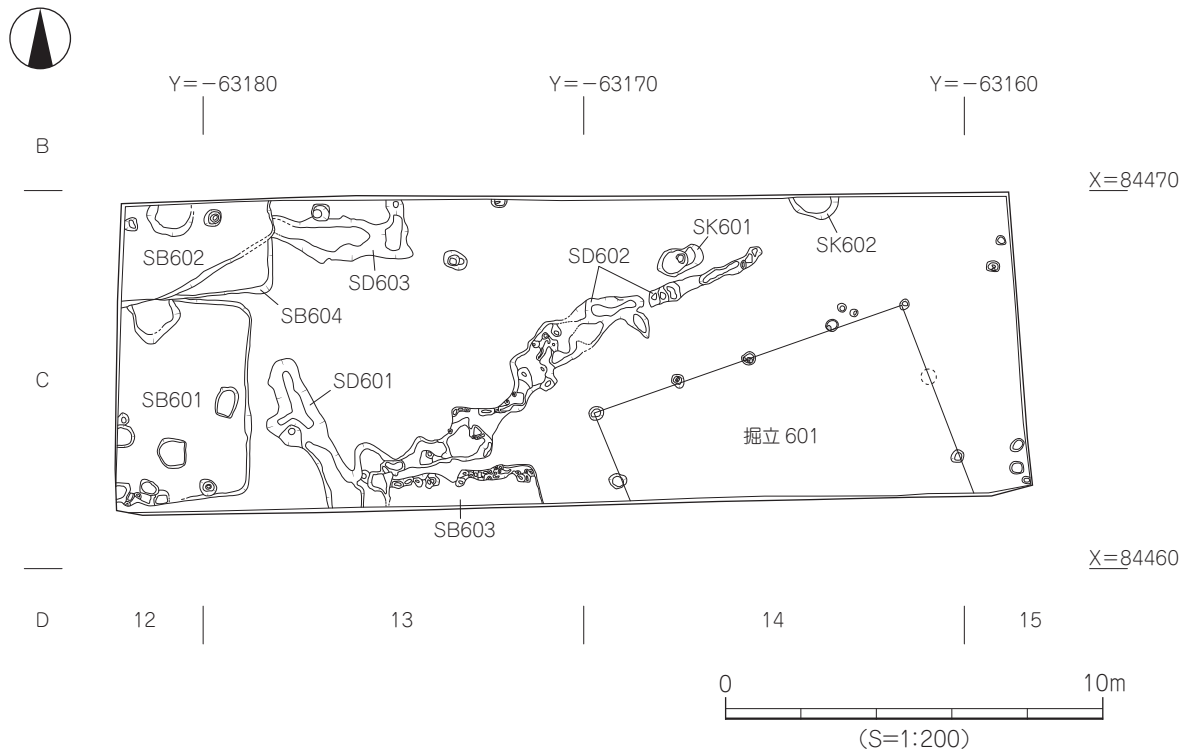 Y=−63180
Y=−63170
Y=−63160
B
X=84470
SK601
SK602
SD602
SB602
SD603
SB604
C
SD601
SB601
掘立 601
SB603
X=84460
D
12
13
14
15
0
10m
(S=1:200)